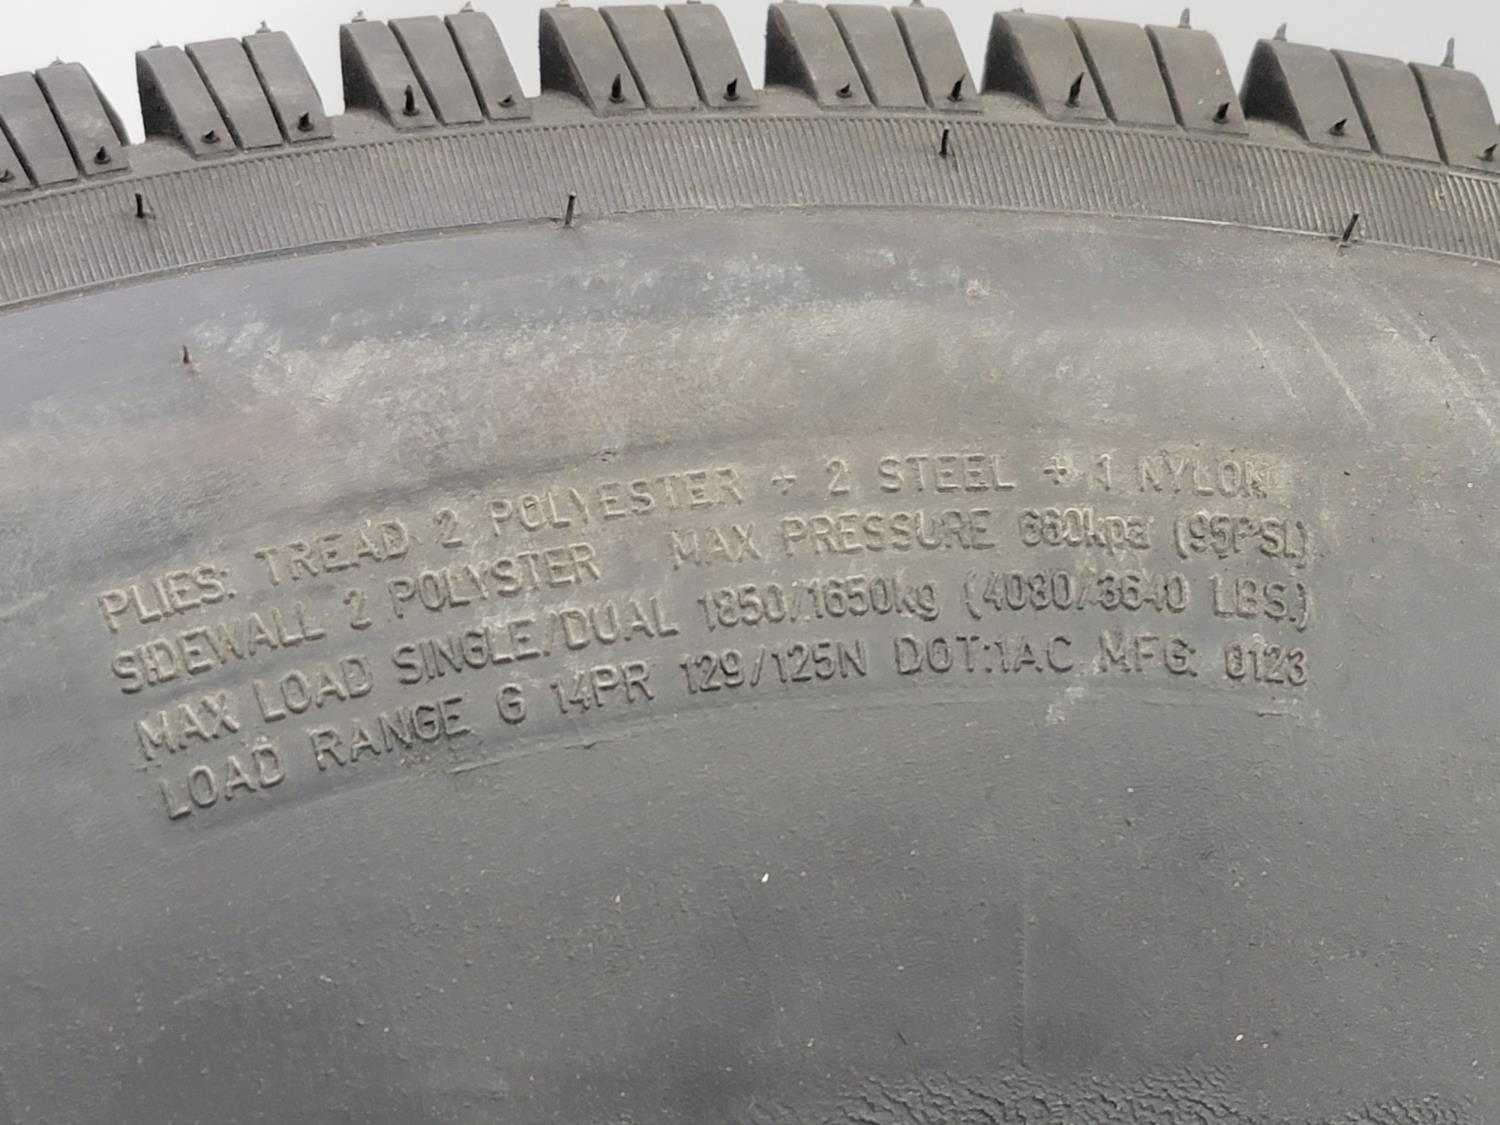 PLIES: TREAD 2 POLYESTER + 2 STEEL + 1 NYLON
SIDEWALL 2 POLYSTER MAX PRESSURE 660kpa (95PSI)
MAX LOAD SINGLE/DUAL 1850/1650kg (4080/3640 LBS.)
LOAD RANGE G 14PR 129/125N DOT:1AC MFG: 0123